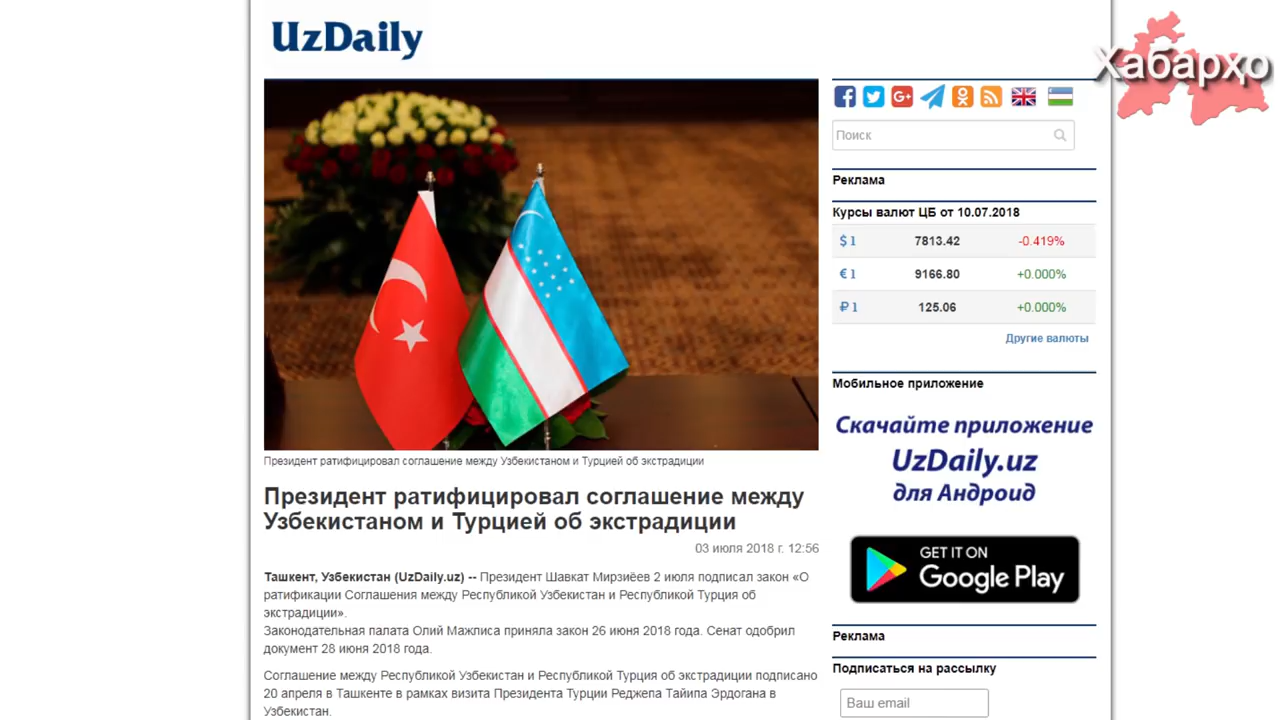 UzDaily
Хабарҳо
Поиск
Реклама
Курсы валют ЦБ от 10.07.2018
$ 1 7813.42 -0.419%
€ 1 9166.80 +0.000%
₽ 1 125.06 +0.000%
Другие валюты
Мобильное приложение
Скачайте приложение
UzDaily.uz
для Андроид
GET IT ON
Google Play
Реклама
Подписаться на рассылку
Ваш email
Президент ратифицировал соглашение между Узбекистаном и Турцией об экстрадиции
Президент ратифицировал соглашение между
Узбекистаном и Турцией об экстрадиции
03 июля 2018 г. 12:56
Ташкент, Узбекистан (UzDaily.uz) -- Президент Шавкат Мирзиёев 2 июля подписал закон «О
ратификации Соглашения между Республикой Узбекистан и Республикой Турция об
экстрадиции».
Законодательная палата Олий Мажлиса приняла закон 26 июня 2018 года. Сенат одобрил
документ 28 июня 2018 года.
Соглашение между Республикой Узбекистан и Республикой Турция об экстрадиции подписано
20 апреля в Ташкенте в рамках визита Президента Турции Реджепа Тайипа Эрдогана в
Узбекистан.